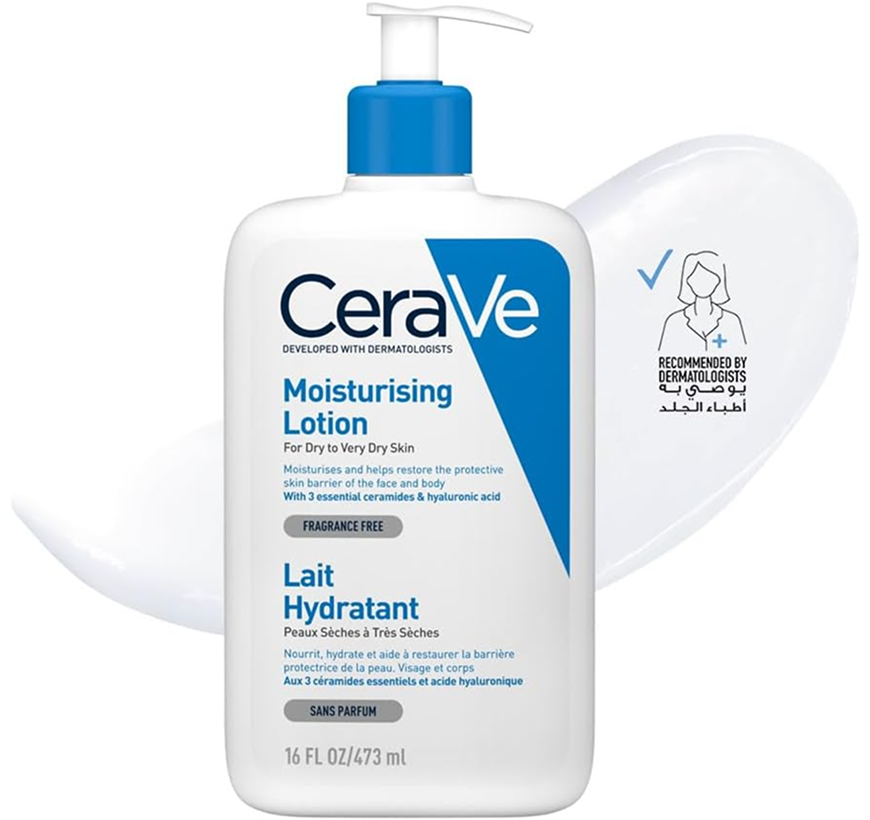 CeraVe
DEVELOPED WITH DERMATOLOGISTS
Moisturising
Lotion
For Dry to Very Dry Skin
Moisturises and helps restore the protective
skin barrier of the face and body
With 3 essential ceramides & hyaluronic acid
FRAGRANCE FREE
Lait
Hydratant
Peaux Sèches à Très Sèches
Nourrit, hydrate et aide à restaurer la barrière
protectrice de la peau. Visage et corps
Aux 3 céramides essentiels et acide hyaluronique
SANS PARFUM
16 FL OZ/473 ml
RECOMMENDED BY
DERMATOLOGISTS
يوصي به
أطباء الجلد